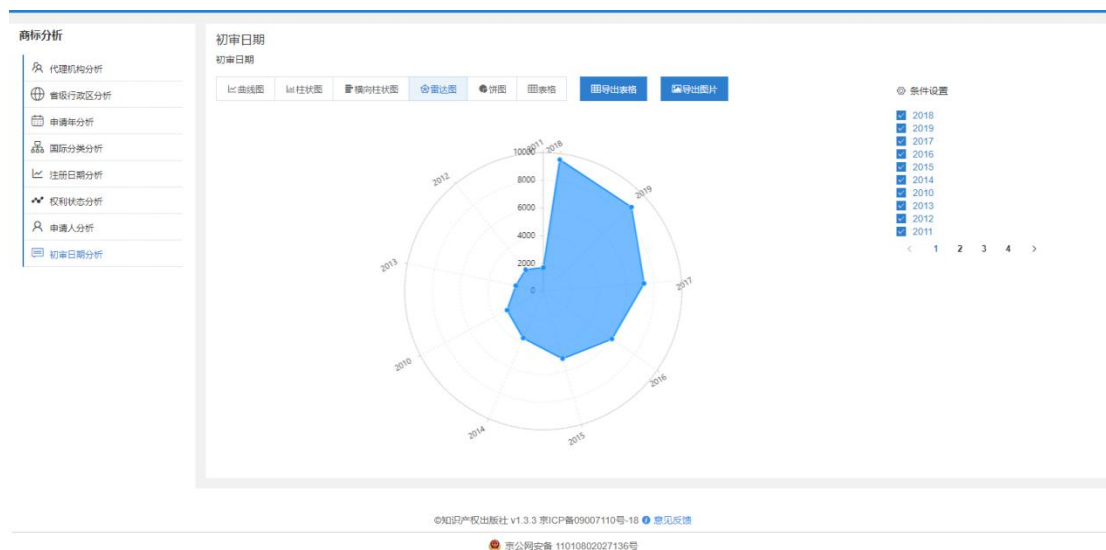 商标分析
代理机构分析
省级行政区分析
申请年分析
国际分类分析
注册日期分析
权利状态分析
申请人分析
初审日期分析
初审日期
初审日期
曲线图 柱状图 横向柱状图 雷达图 饼图 表格 导出表格 导出图片
条件设置
2018
2019
2017
2016
2015
2014
2010
2013
2012
2011
< 1 2 3 4 >
2011
2018
2019
2017
2016
2015
2014
2010
2013
2012
10000
8000
6000
4000
2000
0
©知识产权出版社 v1.3.3 京ICP备09007110号-18 意见反馈
京公网安备 11010802027136号